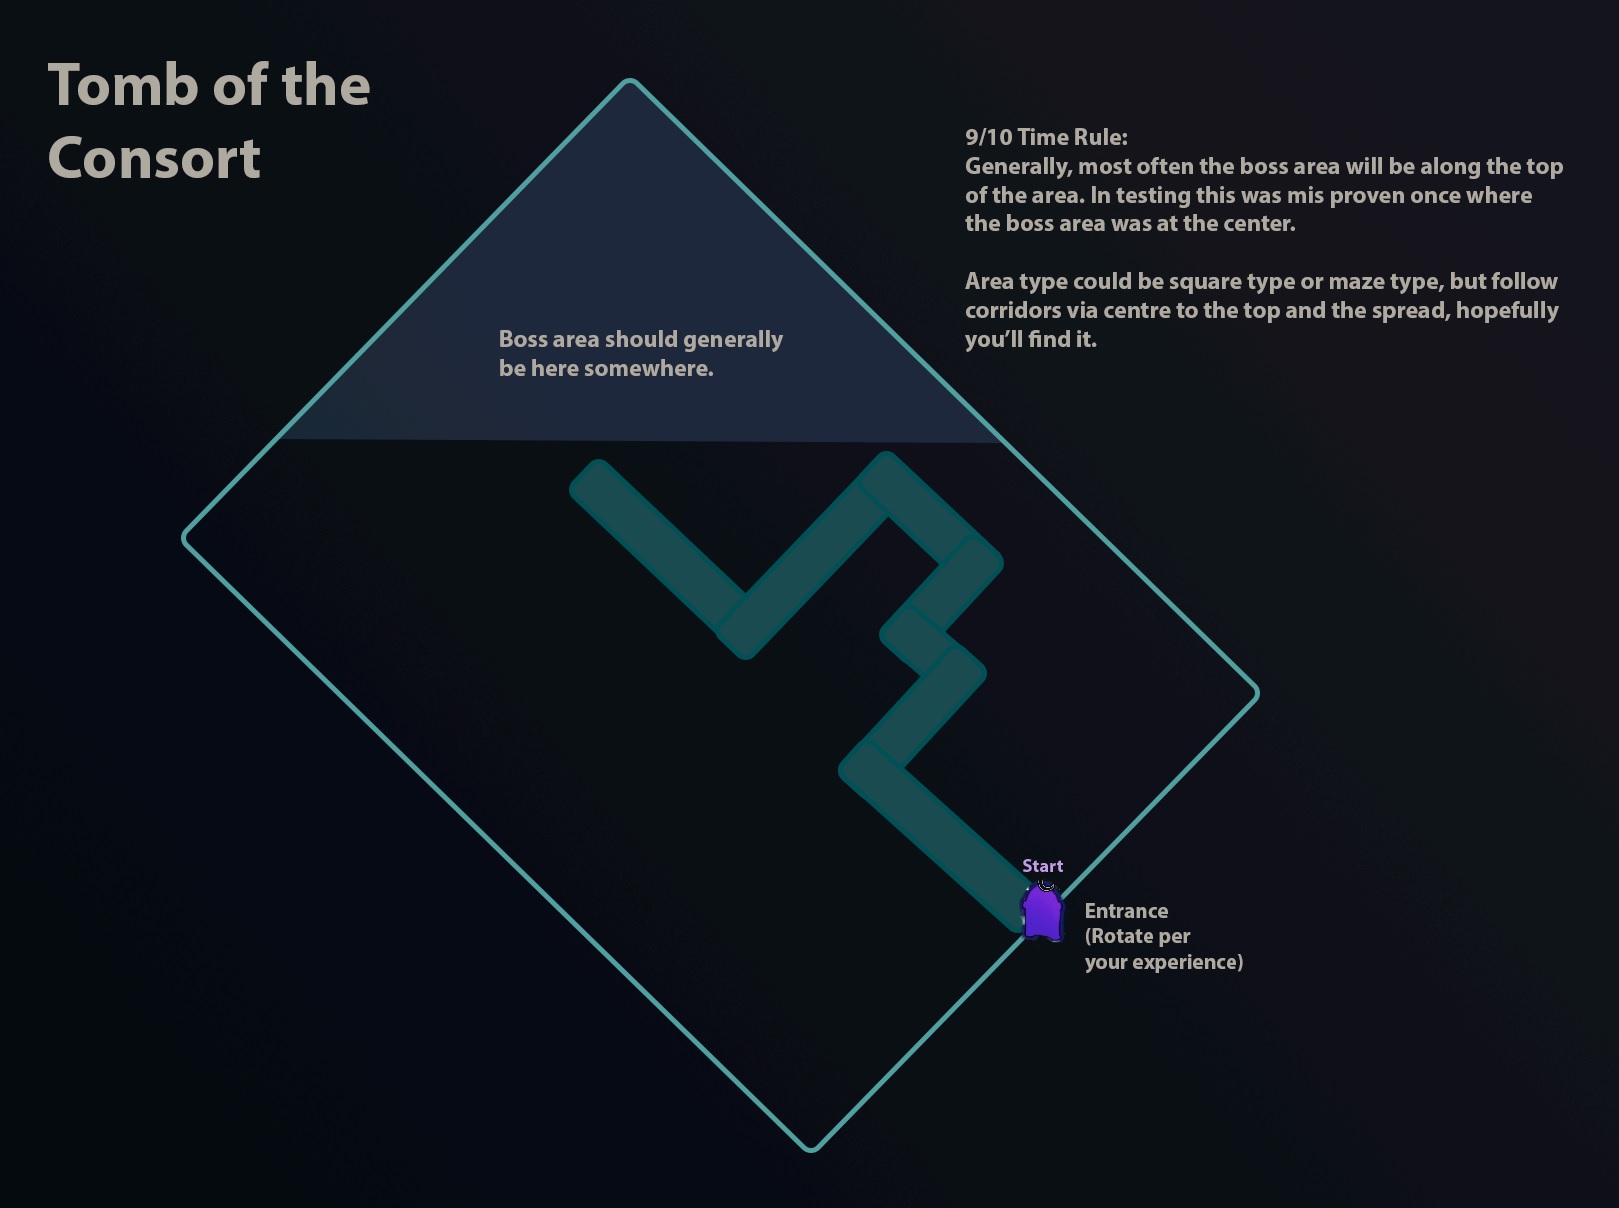 Tomb of the
Consort
9/10 Time Rule:
Generally, most often the boss area will be along the top
of the area. In testing this was mis proven once where
the boss area was at the center.
Area type could be square type or maze type, but follow
corridors via centre to the top and the spread, hopefully
you'll find it.
Boss area should generally
be here somewhere.
Start
Entrance
(Rotate per
your experience)